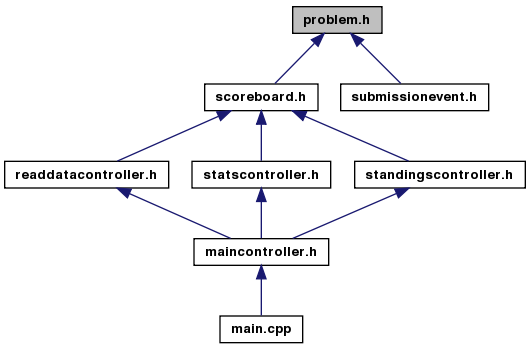 problem.h
scoreboard.h
submissionevent.h
readdatacontroller.h
statscontroller.h
standingscontroller.h
maincontroller.h
main.cpp